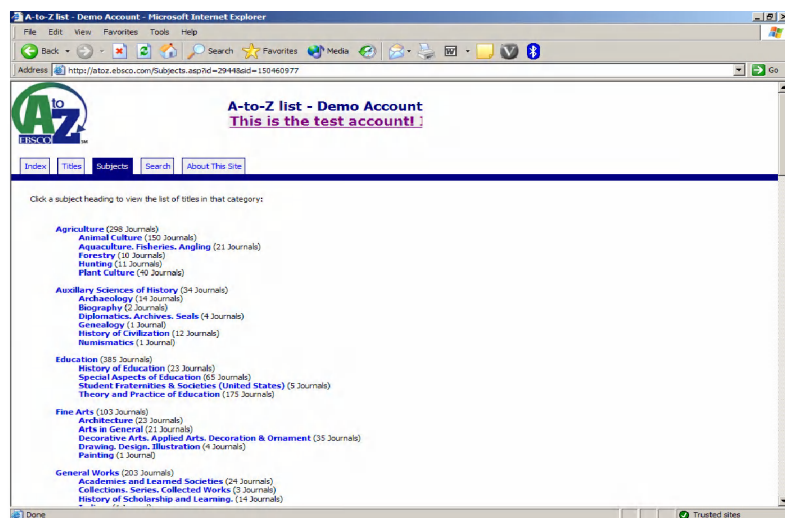 A-to-Z list - Demo Account - Microsoft Internet Explorer
File Edit View Favorites Tools Help
Back Search Favorites Media
Address http://atoz.ebsco.com/Subjects.asp?id=2944&sid=150460977 Go
A to Z
EBSCO
A-to-Z list - Demo Account
This is the test account!
Index Titles Subjects Search About This Site
Click a subject heading to view the list of titles in that category:
Agriculture (298 Journals)
Animal Culture (150 Journals)
Aquaculture. Fisheries. Angling (21 Journals)
Forestry (10 Journals)
Hunting (11 Journals)
Plant Culture (40 Journals)
Auxillary Sciences of History (34 Journals)
Archaeology (14 Journals)
Biography (2 Journals)
Diplomatics. Archives. Seals (4 Journals)
Genealogy (1 Journal)
History of Civilization (12 Journals)
Numismatics (1 Journal)
Education (385 Journals)
History of Education (23 Journals)
Special Aspects of Education (65 Journals)
Student Fraternities & Societies (United States) (5 Journals)
Theory and Practice of Education (175 Journals)
Fine Arts (103 Journals)
Architecture (23 Journals)
Arts in General (21 Journals)
Decorative Arts. Applied Arts. Decoration & Ornament (35 Journals)
Drawing. Design. Illustration (4 Journals)
Painting (1 Journal)
General Works (203 Journals)
Academies and Learned Societies (24 Journals)
Collections. Series. Collected Works (3 Journals)
History of Scholarship and Learning. (14 Journals)
Done Trusted sites